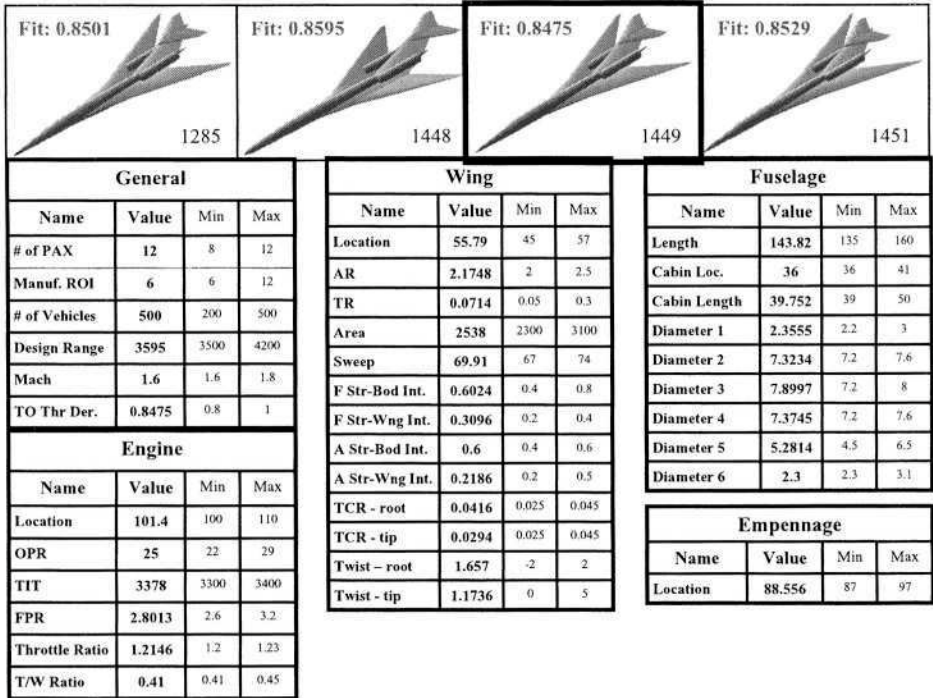 Fit: 0.8501 Fit: 0.8595 Fit: 0.8475 Fit: 0.8529
1285 1448 1449 1451
General
Name Value Min Max
# of PAX 12 8 12
Manuf. ROI 6 6 12
# of Vehicles 500 200 500
Design Range 3595 3500 4200
Mach 1.6 1.6 1.8
TO Thr Der. 0.8475 0.8 1
Engine
Name Value Min Max
Location 101.4 100 110
OPR 25 22 29
TIT 3378 3300 3400
FPR 2.8013 2.6 3.2
Throttle Ratio 1.2146 1.2 1.23
T/W Ratio 0.41 0.41 0.45
Wing
Name Value Min Max
Location 55.79 45 57
AR 2.1748 2 2.5
TR 0.0714 0.05 0.3
Area 2538 2300 3100
Sweep 69.91 67 74
F Str-Bod Int. 0.6024 0.4 0.8
F Str-Wng Int. 0.3096 0.2 0.4
A Str-Bod Int. 0.6 0.4 0.6
A Str-Wng Int. 0.2186 0.2 0.5
TCR - root 0.0416 0.025 0.045
TCR - tip 0.0294 0.025 0.045
Twist – root 1.657 -2 2
Twist - tip 1.1736 0 5
Fuselage
Name Value Min Max
Length 143.82 135 160
Cabin Loc. 36 36 41
Cabin Length 39.752 39 50
Diameter 1 2.3555 2.2 3
Diameter 2 7.3234 7.2 7.6
Diameter 3 7.8997 7.2 8
Diameter 4 7.3745 7.2 7.6
Diameter 5 5.2814 4.5 6.5
Diameter 6 2.3 2.3 3.1
Empennage
Name Value Min Max
Location 88.556 87 97